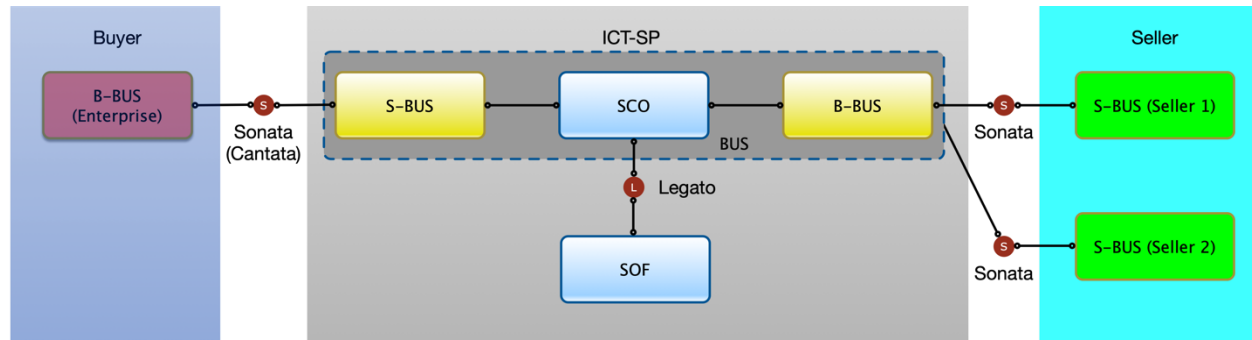 Buyer
ICT-SP
Seller
B-BUS
(Enterprise)
S
Sonata
(Cantata)
S-BUS
SCO
B-BUS
BUS
S
Sonata
S-BUS (Seller 1)
L
Legato
SOF
S
Sonata
S-BUS (Seller 2)